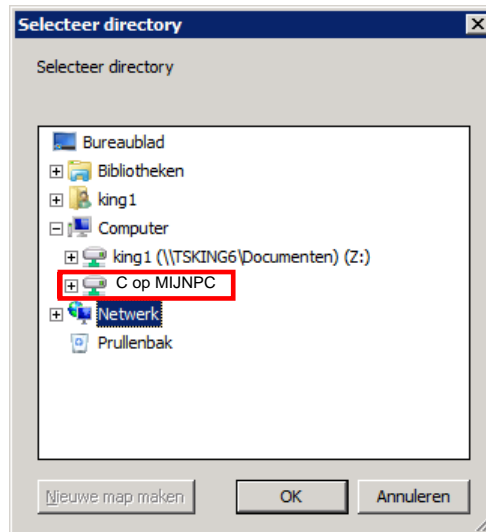 Selecteer directory
Selecteer directory
Bureaublad
Bibliotheken
king1
Computer
king1 (\\TSKING6\Documenten) (Z:)
C op MIJNPC
Netwerk
Prullenbak
Nieuwe map maken OK Annuleren